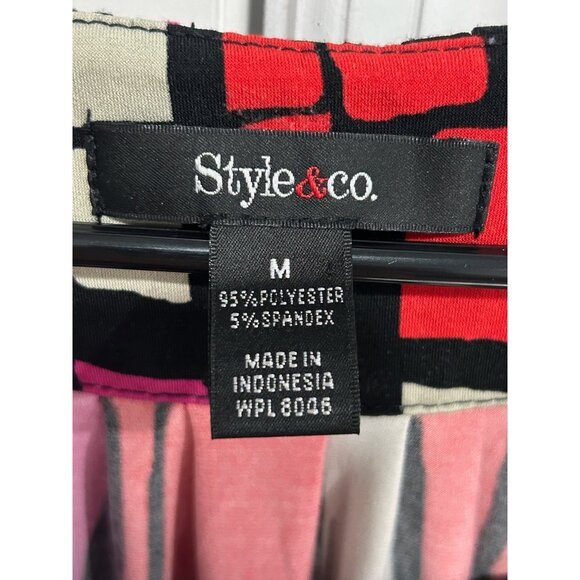 Style&co.
M
95%POLYESTER
5%SPANDEX
MADE IN
INDONESIA
WPL 8046